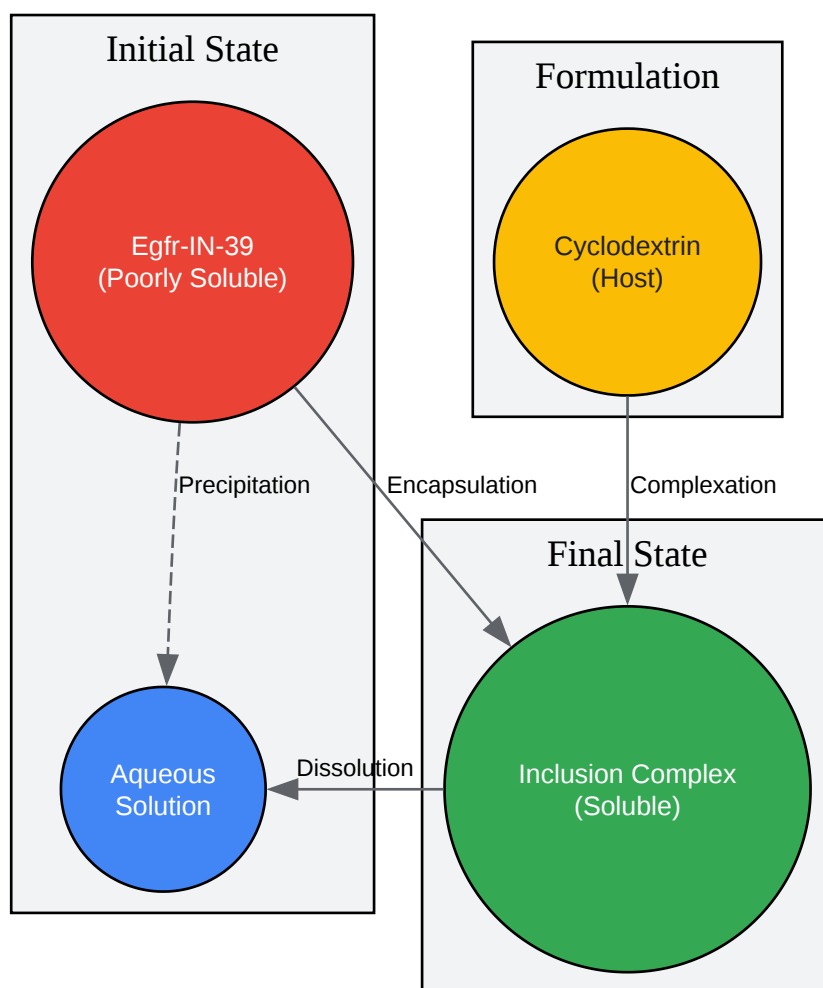 Initial State
Formulation
Egfr-IN-39
(Poorly Soluble)
Cyclodextrin
(Host)
Precipitation
Encapsulation
Complexation
Final State
Aqueous
Solution
Dissolution
Inclusion Complex
(Soluble)